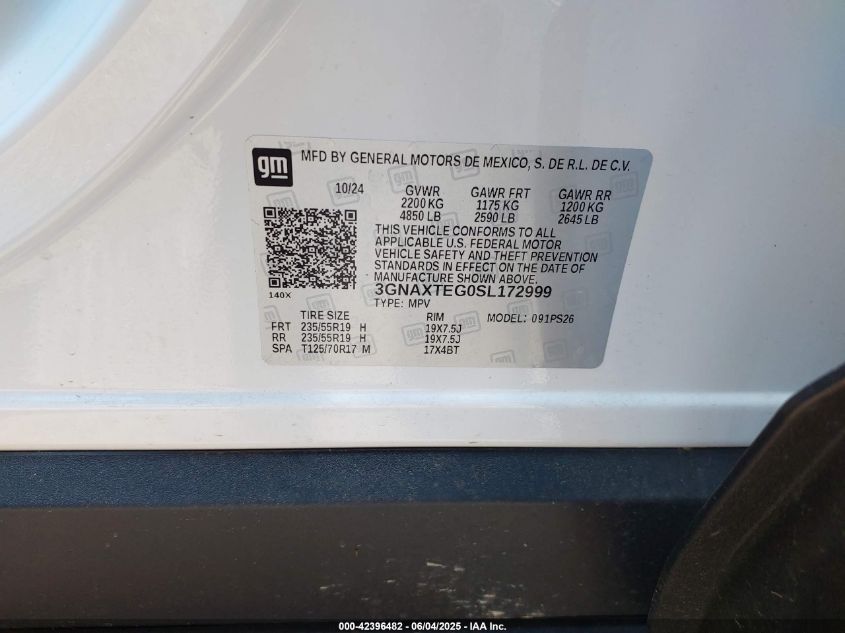 gm MFD BY GENERAL MOTORS DE MEXICO, S. DE R.L. DE C.V.
10/24 GVWR GAWR FRT GAWR RR
2200 KG 1175 KG 1200 KG
4850 LB 2590 LB 2645 LB
THIS VEHICLE CONFORMS TO ALL
APPLICABLE U.S. FEDERAL MOTOR
VEHICLE SAFETY AND THEFT PREVENTION
STANDARDS IN EFFECT ON THE DATE OF
MANUFACTURE SHOWN ABOVE.
140X 3GNAXTEG0SL172999
TYPE: MPV
TIRE SIZE RIM MODEL: 091PS26
FRT 235/55R19 H 19X7.5J
RR 235/55R19 H 19X7.5J
SPA T125/70R17 M 17X4BT
000-42396482 - 06/04/2025 - IAA Inc.